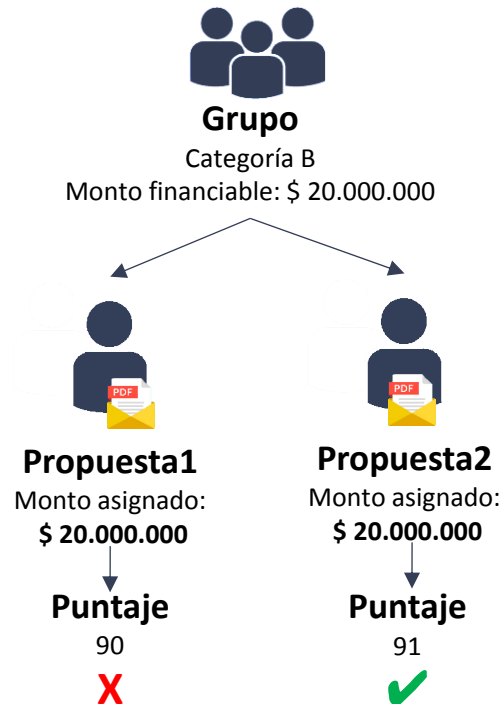 Grupo
Categoría B
Monto financiable: $ 20.000.000
PDF
Propuesta1
Monto asignado:
$ 20.000.000
Puntaje
90
X
PDF
Propuesta2
Monto asignado:
$ 20.000.000
Puntaje
91